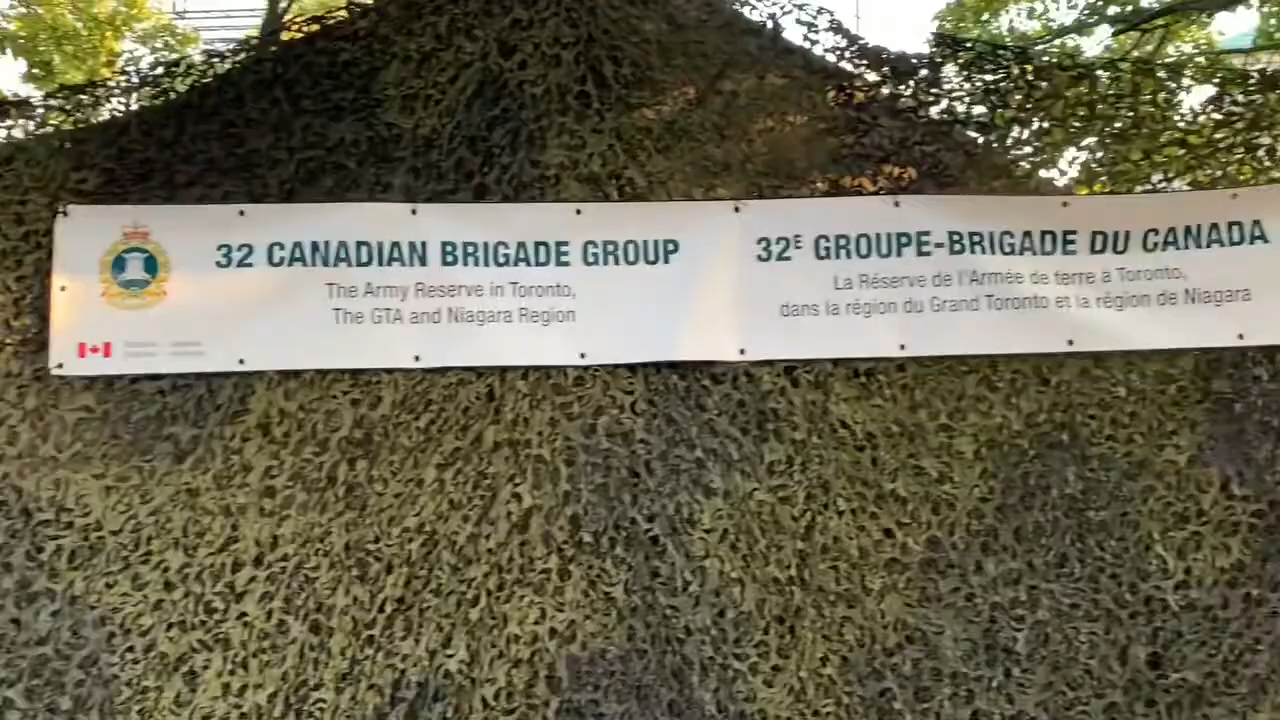 32 CANADIAN BRIGADE GROUP
The Army Reserve in Toronto,
The GTA and Niagara Region
32E GROUPE-BRIGADE DU CANADA
La Réserve de l'Armée de terre à Toronto,
dans la région du Grand Toronto et la région de Niagara